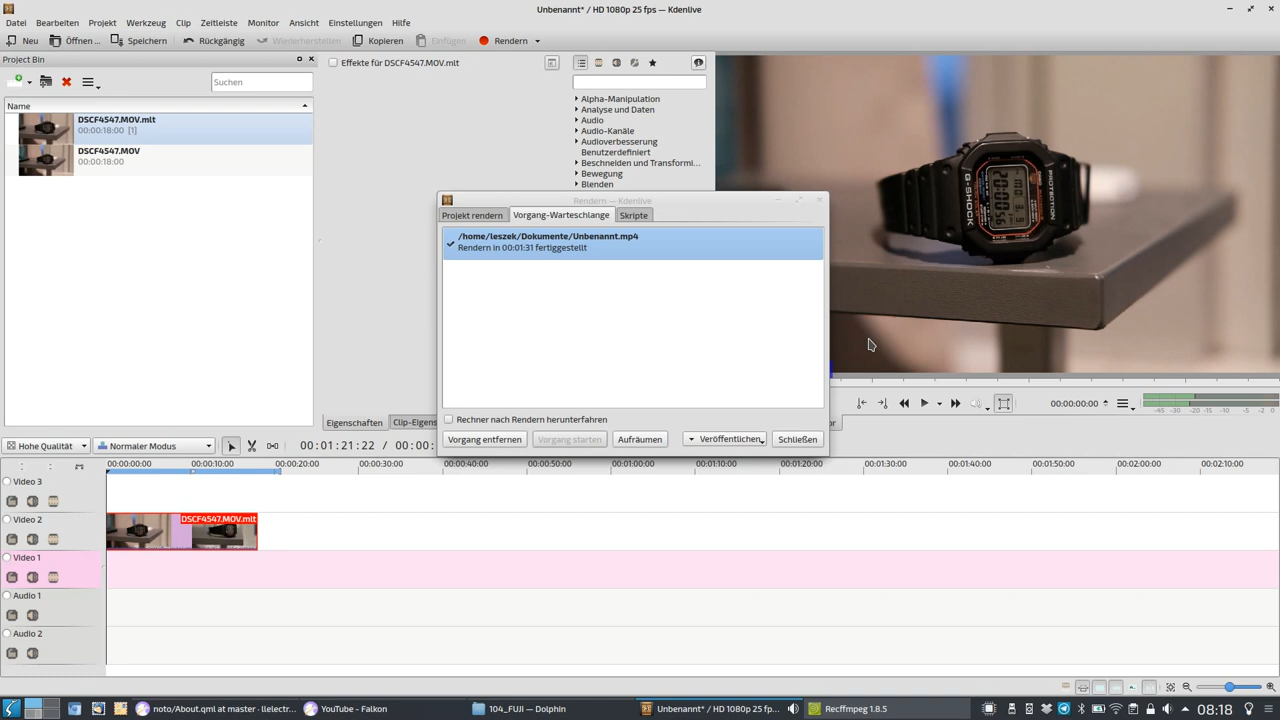 Unbenannt* / HD 1080p 25 fps — Kdenlive
Datei Bearbeiten Projekt Werkzeug Clip Zeitleiste Monitor Ansicht Einstellungen Hilfe
Neu Öffnen ... Speichern Rückgängig Wiederherstellen Kopieren Einfügen Rendern
Project Bin
Effekte für DSCF4547.MOV.mlt
Suchen
Name
DSCF4547.MOV.mlt
00:00:18:00 [1]
DSCF4547.MOV
00:00:18:00
Alpha-Manipulation
Analyse und Daten
Audio
Audio-Kanäle
Audioverbesserung
Benutzerdefiniert
Beschneiden und Transformi...
Bewegung
Blenden
G-SHOCK
PROTECTION
CASIO
Rendern — Kdenlive
Projekt rendern Vorgang-Warteschlange Skripte
/home/leszek/Dokumente/Unbenannt.mp4
Rendern in 00:01:31 fertiggestellt
Rechner nach Rendern herunterfahren
Vorgang entfernen Vorgang starten Aufräumen Veröffentlichen Schließen
00:00:00:00
-45 -30 -20 -15 -10 -5 -2 0
Eigenschaften Clip-Eigens
Hohe Qualität Normaler Modus 00:01:21:22 / 00:00:
00:00:00:00 00:00:10:00 00:00:20:00 00:00:30:00 00:00:40:00 00:00:50:00 00:01:00:00 00:01:10:00 00:01:20:00 00:01:30:00 00:01:40:00 00:01:50:00 00:02:00:00 00:02:10:00
Video 3
Video 2
DSCF4547.MOV.mlt
Video 1
Audio 1
Audio 2
noto/About.qml at master · llelectr... YouTube - Falkon 104_FUJI — Dolphin Unbenannt* / HD 1080p 25 fp... Recffmpeg 1.8.5 08:18